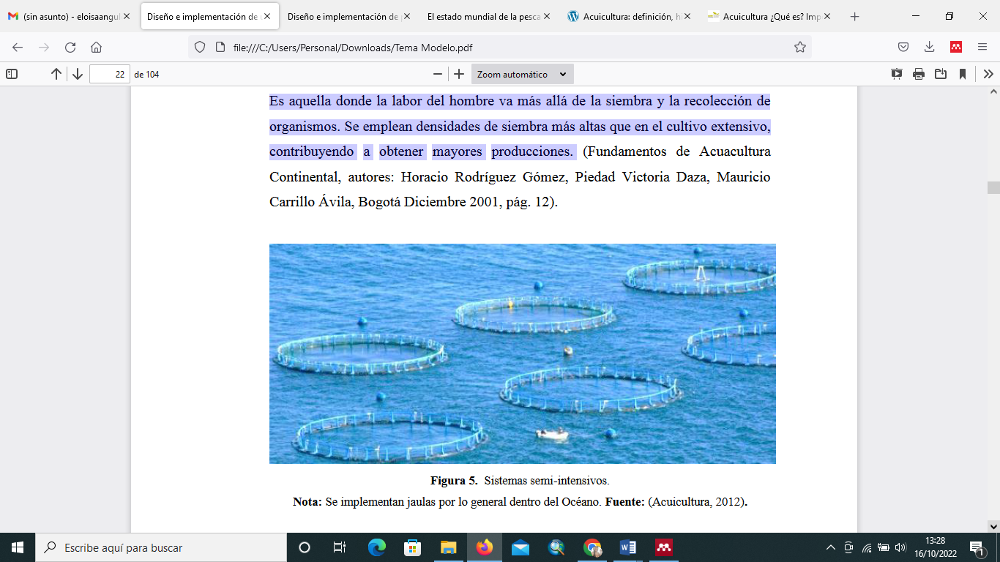 (sin asunto) - eloisaangul
Diseño e implementación de u
Diseño e implementación de p
El estado mundial de la pesca
Acuicultura: definición, hi
Acuicultura ¿Qué es? Imp
file:///C:/Users/Personal/Downloads/Tema Modelo.pdf
22 de 104
Zoom automático
Es aquella donde la labor del hombre va más allá de la siembra y la recolección de
organismos. Se emplean densidades de siembra más altas que en el cultivo extensivo,
contribuyendo a obtener mayores producciones. (Fundamentos de Acuacultura
Continental, autores: Horacio Rodríguez Gómez, Piedad Victoria Daza, Mauricio
Carrillo Ávila, Bogotá Diciembre 2001, pág. 12).
Figura 5. Sistemas semi-intensivos.
Nota: Se implementan jaulas por lo general dentro del Océano. Fuente: (Acuicultura, 2012).
Escribe aquí para buscar
13:28
16/10/2022
1